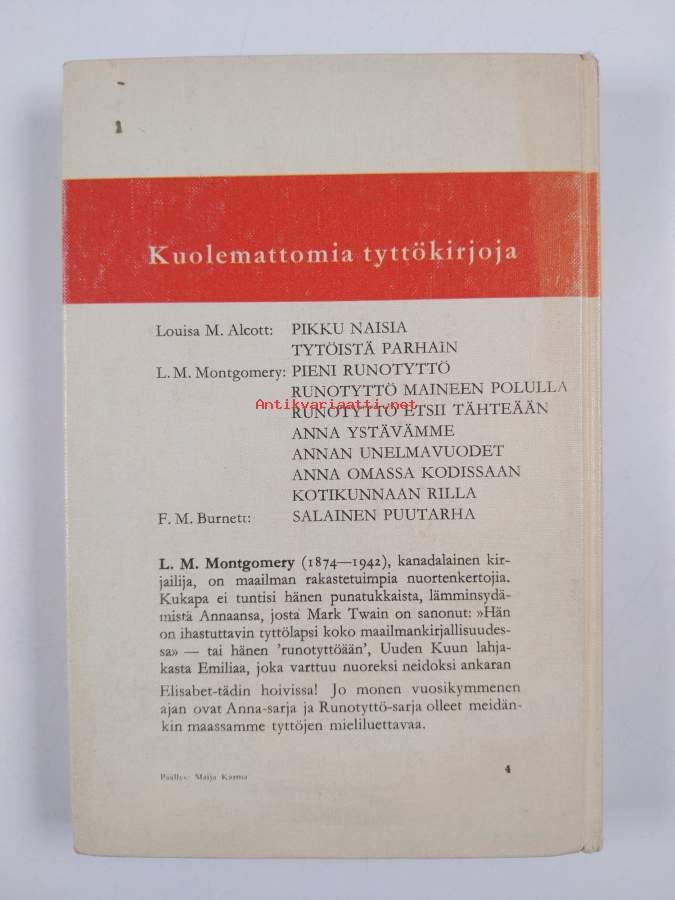 1
Kuolemattomia tyttökirjoja
Louisa M. Alcott: PIKKU NAISIA
TYTÖISTÄ PARHAIN
L. M. Montgomery: PIENI RUNOTYTTÖ
RUNOTYTTÖ MAINEEN POLULLA
Antikvariaatti.net
RUNOTYTTÖ ETSII TÄHTEÄÄN
ANNA YSTÄVÄMME
ANNAN UNELMAVUODET
ANNA OMASSA KODISSAAN
KOTIKUNNAAN RILLA
F. M. Burnett: SALAINEN PUUTARHA
L. M. Montgomery (1874—1942), kanadalainen kir-
jailija, on maailman rakastetuimpia nuortenkertojia.
Kukapa ei tuntisi hänen punatukkaista, lämminsydä-
mistä Annaansa, josta Mark Twain on sanonut: »Hän
on ihastuttavin tyttölapsi koko maailmankirjallisuudes-
sa» — tai hänen 'runotyttöään', Uuden Kuun lahja-
kasta Emiliaa, joka varttuu nuoreksi neidoksi ankaran
Elisabet-tädin hoivissa! Jo monen vuosikymmenen
ajan ovat Anna-sarja ja Runotyttö-sarja olleet meidän-
kin maassamme tyttöjen mieliluettavaa.
Päällys: Maija Karma
4